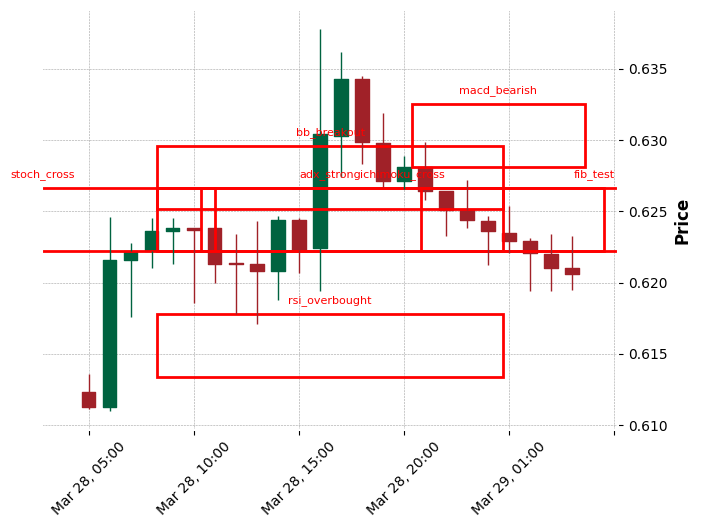 macd_bearish
stoch_cross
fib_test
rsi_overbought
0.635
0.630
0.625
0.620
0.615
0.610
Price
Mar 28, 05:00
Mar 28, 10:00
Mar 28, 15:00
Mar 28, 20:00
Mar 29, 01:00